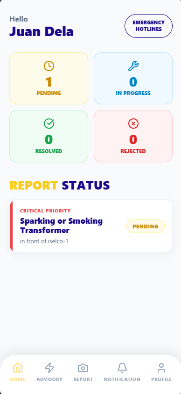 Hello
Juan Dela
EMERGENCY
HOTLINES
1
PENDING
0
IN PROGRESS
0
RESOLVED
0
REJECTED
REPORT STATUS
CRITICAL PRIORITY
Sparking or Smoking
Transformer
PENDING
in front of iselco-1
HOME
ADVISORY
REPORT
NOTIFICATION
PROFILE